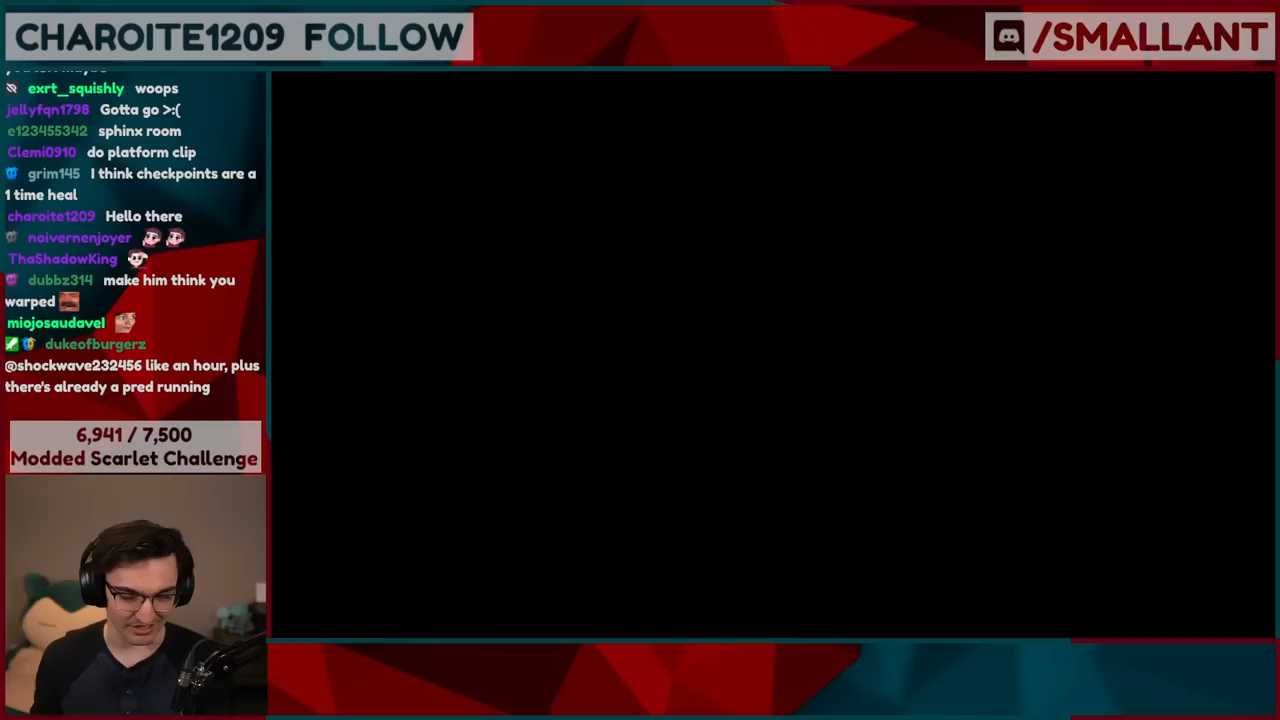 CHAROITE1209 FOLLOW
/SMALLANT
exrt_squishly woops
jellyfqn1798 Gotta go >:(
e123455342 sphinx room
Clemi0910 do platform clip
grim145 I think checkpoints are a
1 time heal
charoite1209 Hello there
noivernenjoyer
ThaShadowKing
dubbz314 make him think you
warped
miojosaudavel
dukeofburgerz
@shockwave232456 like an hour, plus
there's already a pred running
6,941 / 7,500
Modded Scarlet Challenge